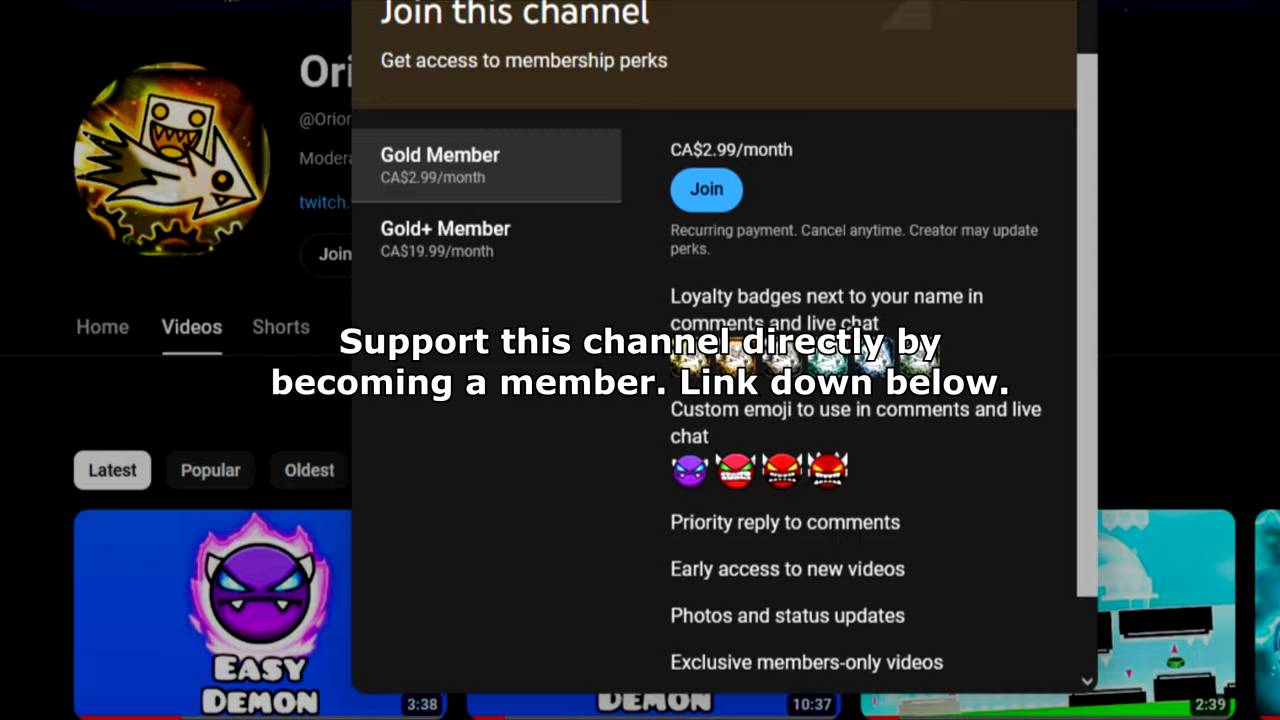 Join this channel
Get access to membership perks
Ori
@Orior
Modera
twitch.
Join
Gold Member
CA$2.99/month
Gold+ Member
CA$19.99/month
CA$2.99/month
Join
Recurring payment. Cancel anytime. Creator may update
perks.
Loyalty badges next to your name in
comments and live chat
Home
Videos
Shorts
Support this channel directly by
becoming a member. Link down below.
Custom emoji to use in comments and live
chat
Latest
Popular
Oldest
Priority reply to comments
Early access to new videos
Photos and status updates
Exclusive members-only videos
EASY
DEMON
3:38
DEMON
10:37
2:39